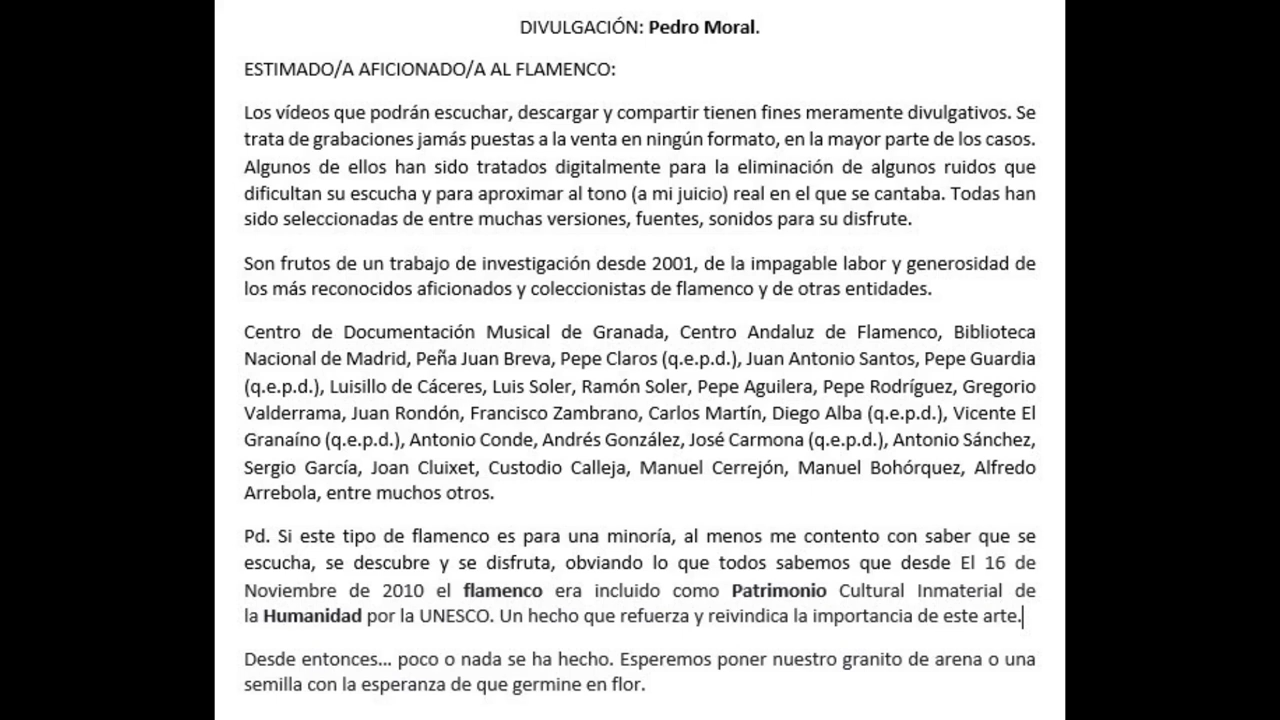 DIVULGACIÓN: Pedro Moral.
ESTIMADO/A AFICIONADO/A AL FLAMENCO:
Los vídeos que podrán escuchar, descargar y compartir tienen fines meramente divulgativos. Se
trata de grabaciones jamás puestas a la venta en ningún formato, en la mayor parte de los casos.
Algunos de ellos han sido tratados digitalmente para la eliminación de algunos ruidos que
dificultan su escucha y para aproximar al tono (a mi juicio) real en el que se cantaba. Todas han
sido seleccionadas de entre muchas versiones, fuentes, sonidos para su disfrute.
Son frutos de un trabajo de investigación desde 2001, de la impagable labor y generosidad de
los más reconocidos aficionados y coleccionistas de flamenco y de otras entidades.
Centro de Documentación Musical de Granada, Centro Andaluz de Flamenco, Biblioteca
Nacional de Madrid, Peña Juan Breva, Pepe Claros (q.e.p.d.), Juan Antonio Santos, Pepe Guardia
(q.e.p.d.), Luisillo de Cáceres, Luis Soler, Ramón Soler, Pepe Aguilera, Pepe Rodríguez, Gregorio
Valderrama, Juan Rondón, Francisco Zambrano, Carlos Martín, Diego Alba (q.e.p.d.), Vicente El
Granaíno (q.e.p.d.), Antonio Conde, Andrés González, José Carmona (q.e.p.d.), Antonio Sánchez,
Sergio García, Joan Cluixet, Custodio Calleja, Manuel Cerrejón, Manuel Bohórquez, Alfredo
Arrebola, entre muchos otros.
Pd. Si este tipo de flamenco es para una minoría, al menos me contento con saber que se
escucha, se descubre y se disfruta, obviando lo que todos sabemos que desde El 16 de
Noviembre de 2010 el flamenco era incluido como Patrimonio Cultural Inmaterial de
la Humanidad por la UNESCO. Un hecho que refuerza y reivindica la importancia de este arte.
Desde entonces... poco o nada se ha hecho. Esperemos poner nuestro granito de arena o una
semilla con la esperanza de que germine en flor.